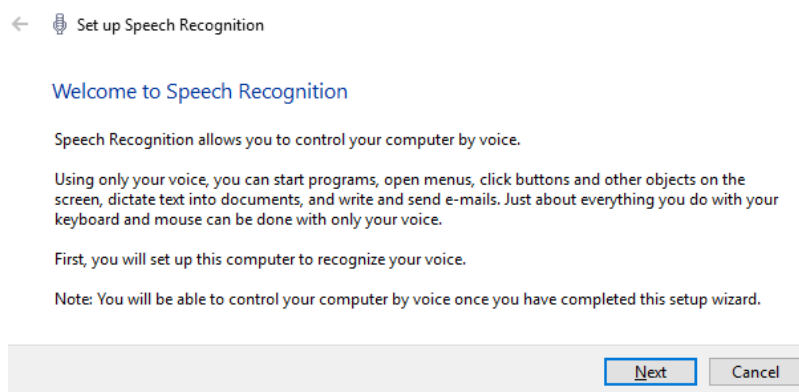 Set up Speech Recognition
Welcome to Speech Recognition
Speech Recognition allows you to control your computer by voice.
Using only your voice, you can start programs, open menus, click buttons and other objects on the
screen, dictate text into documents, and write and send e-mails. Just about everything you do with your
keyboard and mouse can be done with only your voice.
First, you will set up this computer to recognize your voice.
Note: You will be able to control your computer by voice once you have completed this setup wizard.
Next Cancel